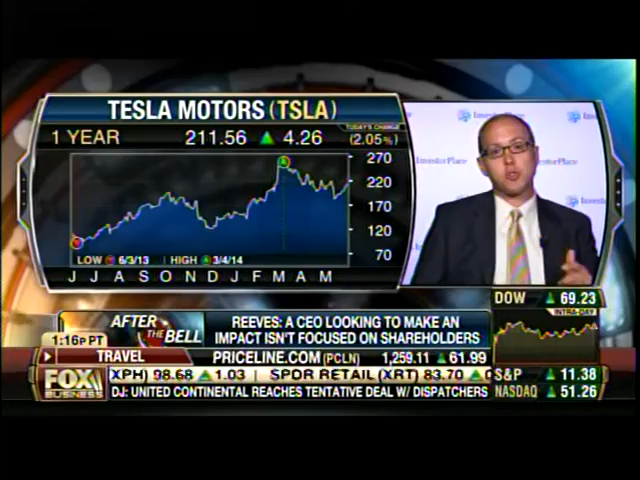 TESLA MOTORS (TSLA)
1 YEAR 211.56 ▲ 4.26 TODAY'S CHANGE (2.05%)
270
220
170
120
70
LOW 6/3/13 HIGH 3/4/14
J J A S O N D J F M A M
InvestorPlace
InvestorPlace
DOW ▲ 69.23
INTRA-DAY
AFTER THE BELL
REEVES: A CEO LOOKING TO MAKE AN
IMPACT ISN'T FOCUSED ON SHAREHOLDERS
1:16P PT
TRAVEL PRICELINE.COM (PCLN) 1,259.11 ▲ 61.99
(XPH) 98.68 ▲ 1.03 | SPDR RETAIL (XRT) 83.70 ▲
S&P ▲ 11.38
FOX BUSINESS
DJ: UNITED CONTINENTAL REACHES TENTATIVE DEAL W/ DISPATCHERS
NASDAQ ▲ 51.26